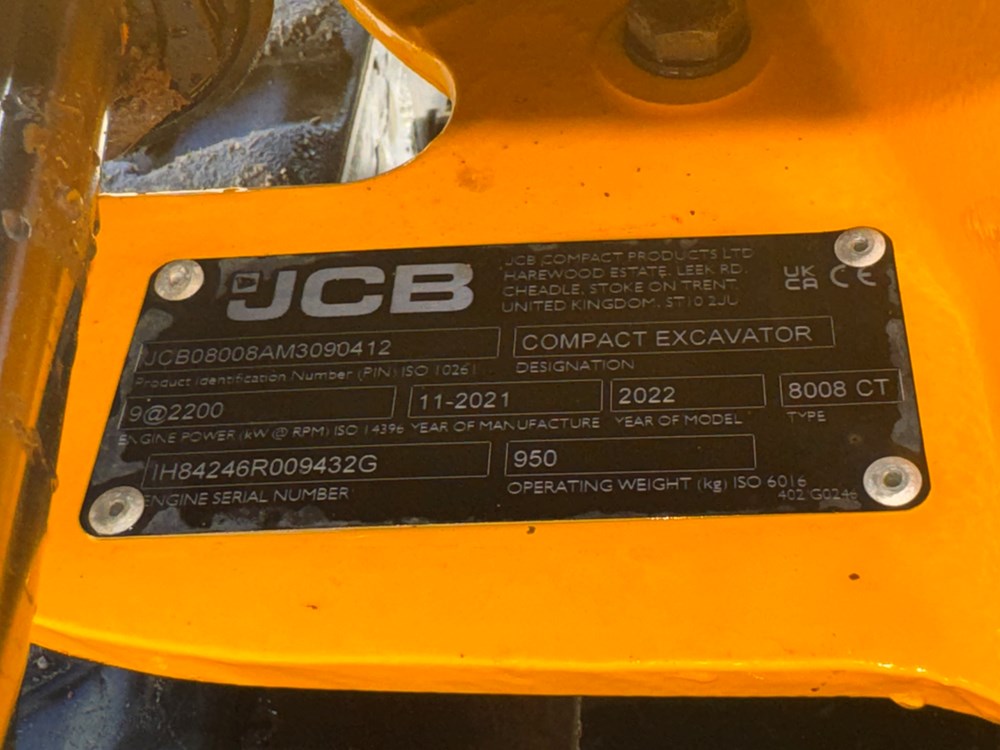 JCB
JCB COMPACT PRODUCTS LTD
HAREWOOD ESTATE, LEEK RD.
CHEADLE, STOKE ON TRENT,
UNITED KINGDOM. ST10 2JU
UK
CA
CE
JCB08008AM3090412
COMPACT EXCAVATOR
Product Identification Number (PIN) ISO 10261
DESIGNATION
9@2200
11-2021
2022
8008 CT
ENGINE POWER (kW @ RPM) ISO 14396
YEAR OF MANUFACTURE
YEAR OF MODEL
TYPE
IH84246R009432G
950
ENGINE SERIAL NUMBER
OPERATING WEIGHT (kg) ISO 6016
402/G0246